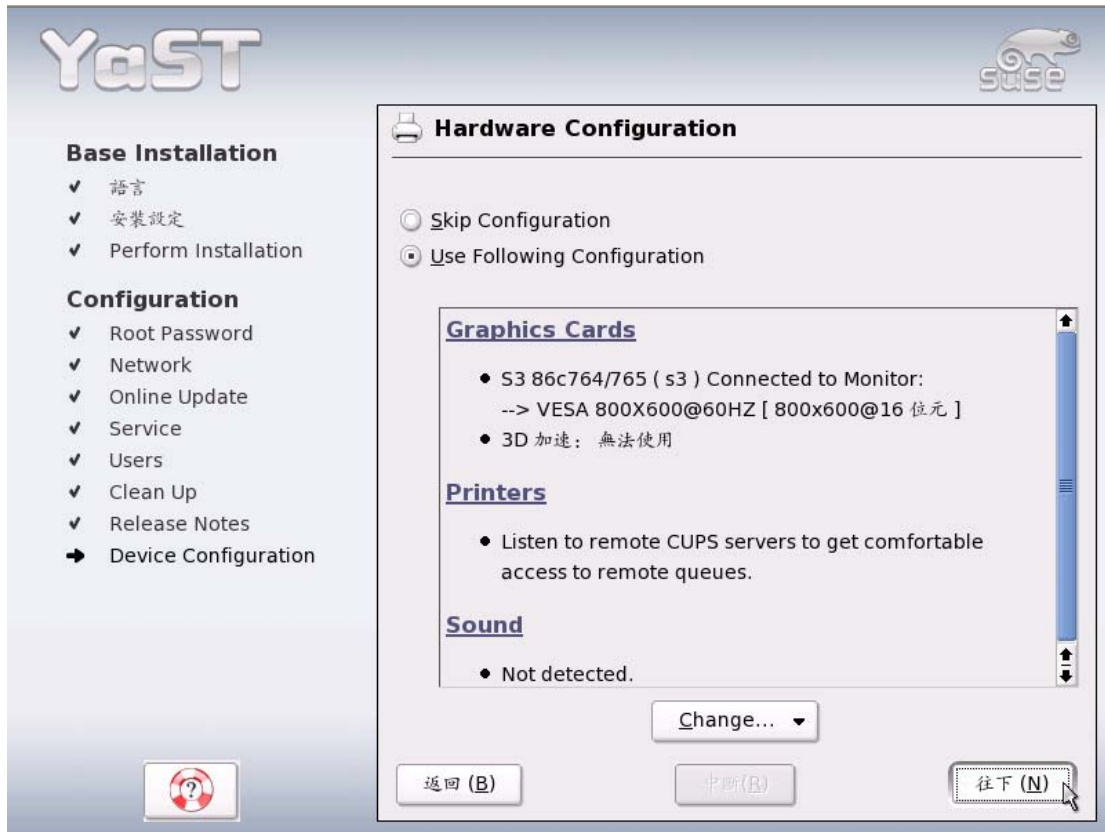 YaST
SUSE
Base Installation
語言
安裝設定
Perform Installation
Configuration
Root Password
Network
Online Update
Service
Users
Clean Up
Release Notes
Device Configuration
Hardware Configuration
Skip Configuration
Use Following Configuration
Graphics Cards
S3 86c764/765 ( s3 ) Connected to Monitor:
--> VESA 800X600@60HZ [ 800x600@16 位元 ]
3D 加速： 無法使用
Printers
Listen to remote CUPS servers to get comfortable
access to remote queues.
Sound
Not detected.
Change...
返回 (B)
中斷(R)
往下 (N)